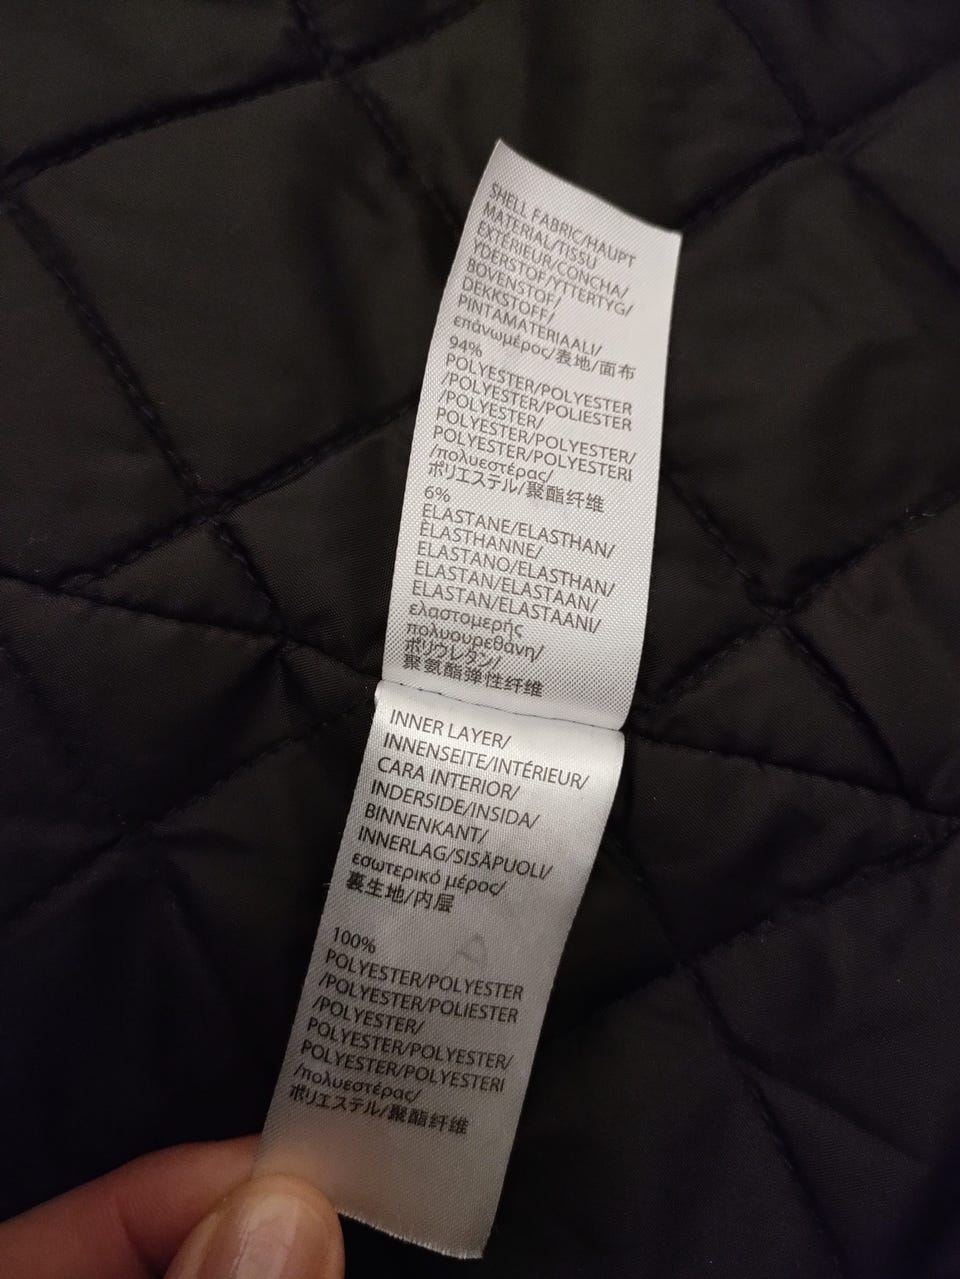 SHELL FABRIC/HAUPT
MATERIAL/TISSU
EXTÉRIEUR/CONCHA/
YDERSTOF/YTTERTYG/
BOVENSTOF/
DEKKSTOFF/
PINTAMATERIAALI/
επάνωμέρος/表地/面布
94%
POLYESTER/POLYESTER
/POLYESTER/POLIESTER
/POLYESTER/
POLYESTER/POLYESTER/
POLYESTER/POLYESTERI
/πολυεστέρας/
ポリエステル/聚酯纤维
6%
ELASTANE/ELASTHAN/
ÈLASTHANNE/
ELASTANO/ELASTHAN/
ELASTAN/ELASTAAN/
ELASTAN/ELASTAANI/
ελαστομερής
πολυουρεθάνη/
ポリウレタン/
聚氨酯弹性纤维
INNER LAYER/
INNENSEITE/INTÉRIEUR/
CARA INTERIOR/
INDERSIDE/INSIDA/
BINNENKANT/
INNERLAG/SISÄPUOLI/
εσωτερικό μέρος/
裏生地/内层
100%
POLYESTER/POLYESTER
/POLYESTER/POLIESTER
/POLYESTER/
POLYESTER/POLYESTER/
POLYESTER/POLYESTERI
/πολυεστέρας/
ポリエステル/聚酯纤维